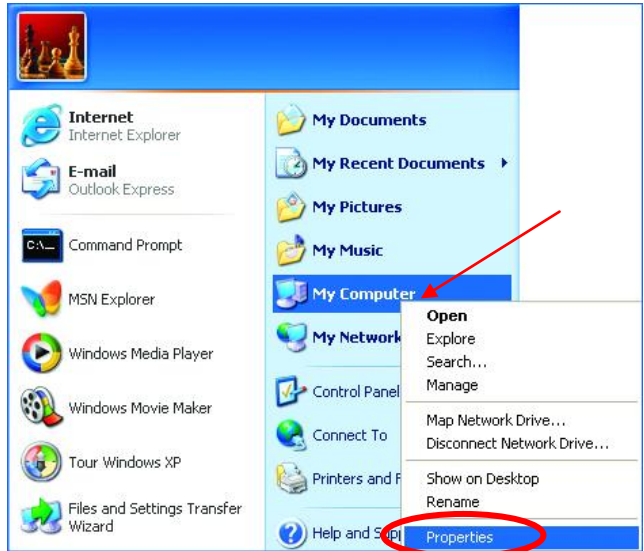 Internet
Internet Explorer
E-mail
Outlook Express
C:\_
Command Prompt
MSN Explorer
Windows Media Player
Windows Movie Maker
Tour Windows XP
Files and Settings Transfer
Wizard
My Documents
My Recent Documents
My Pictures
My Music
My Computer
My Network
Control Panel
Connect To
Printers and F
Help and Supp
Open
Explore
Search...
Manage
Map Network Drive...
Disconnect Network Drive...
Show on Desktop
Rename
Properties